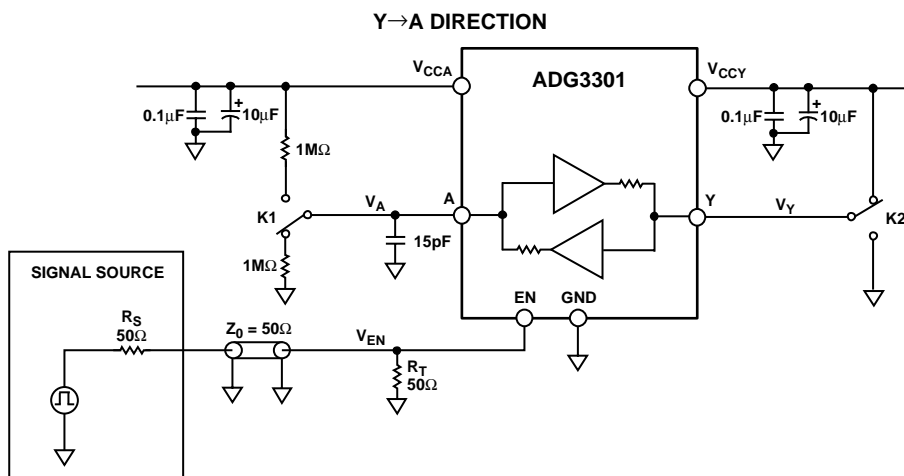 Y→A DIRECTION
V_CCA
ADG3301
V_CCY
0.1µF
+
10µF
1MΩ
0.1µF
+
10µF
V_A
A
Y
V_Y
K1
K2
15pF
1MΩ
SIGNAL SOURCE
EN
GND
R_S
50Ω
Z_0 = 50Ω
V_EN
R_T
50Ω